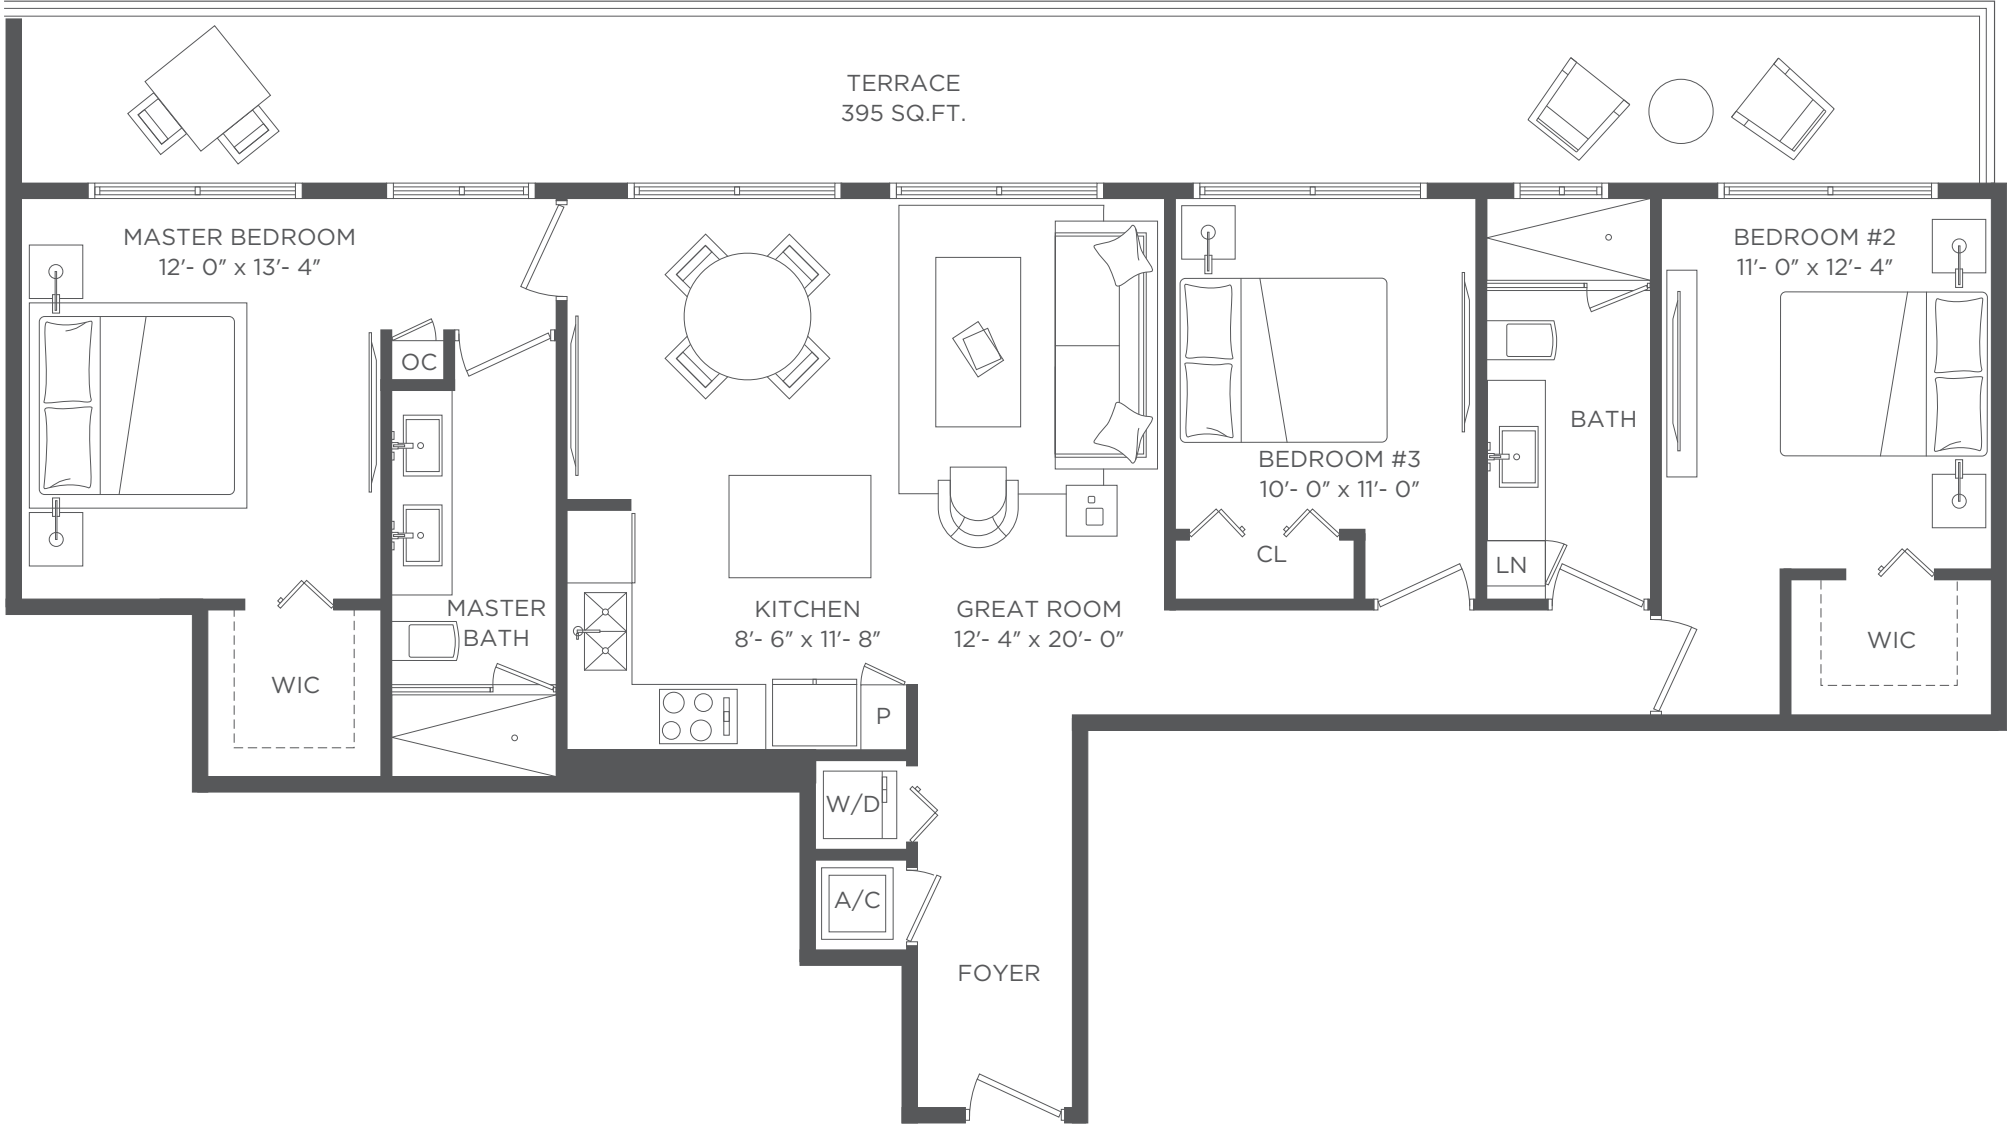 TERRACE
395 SQ.FT.
MASTER BEDROOM
12'- 0" x 13'- 4"
BEDROOM #2
11'- 0" x 12'- 4"
OC
BATH
BEDROOM #3
10'- 0" x 11'- 0"
CL
LN
MASTER
BATH
KITCHEN
8'- 6" x 11'- 8"
GREAT ROOM
12'- 4" x 20'- 0"
WIC
WIC
P
W/D
A/C
FOYER